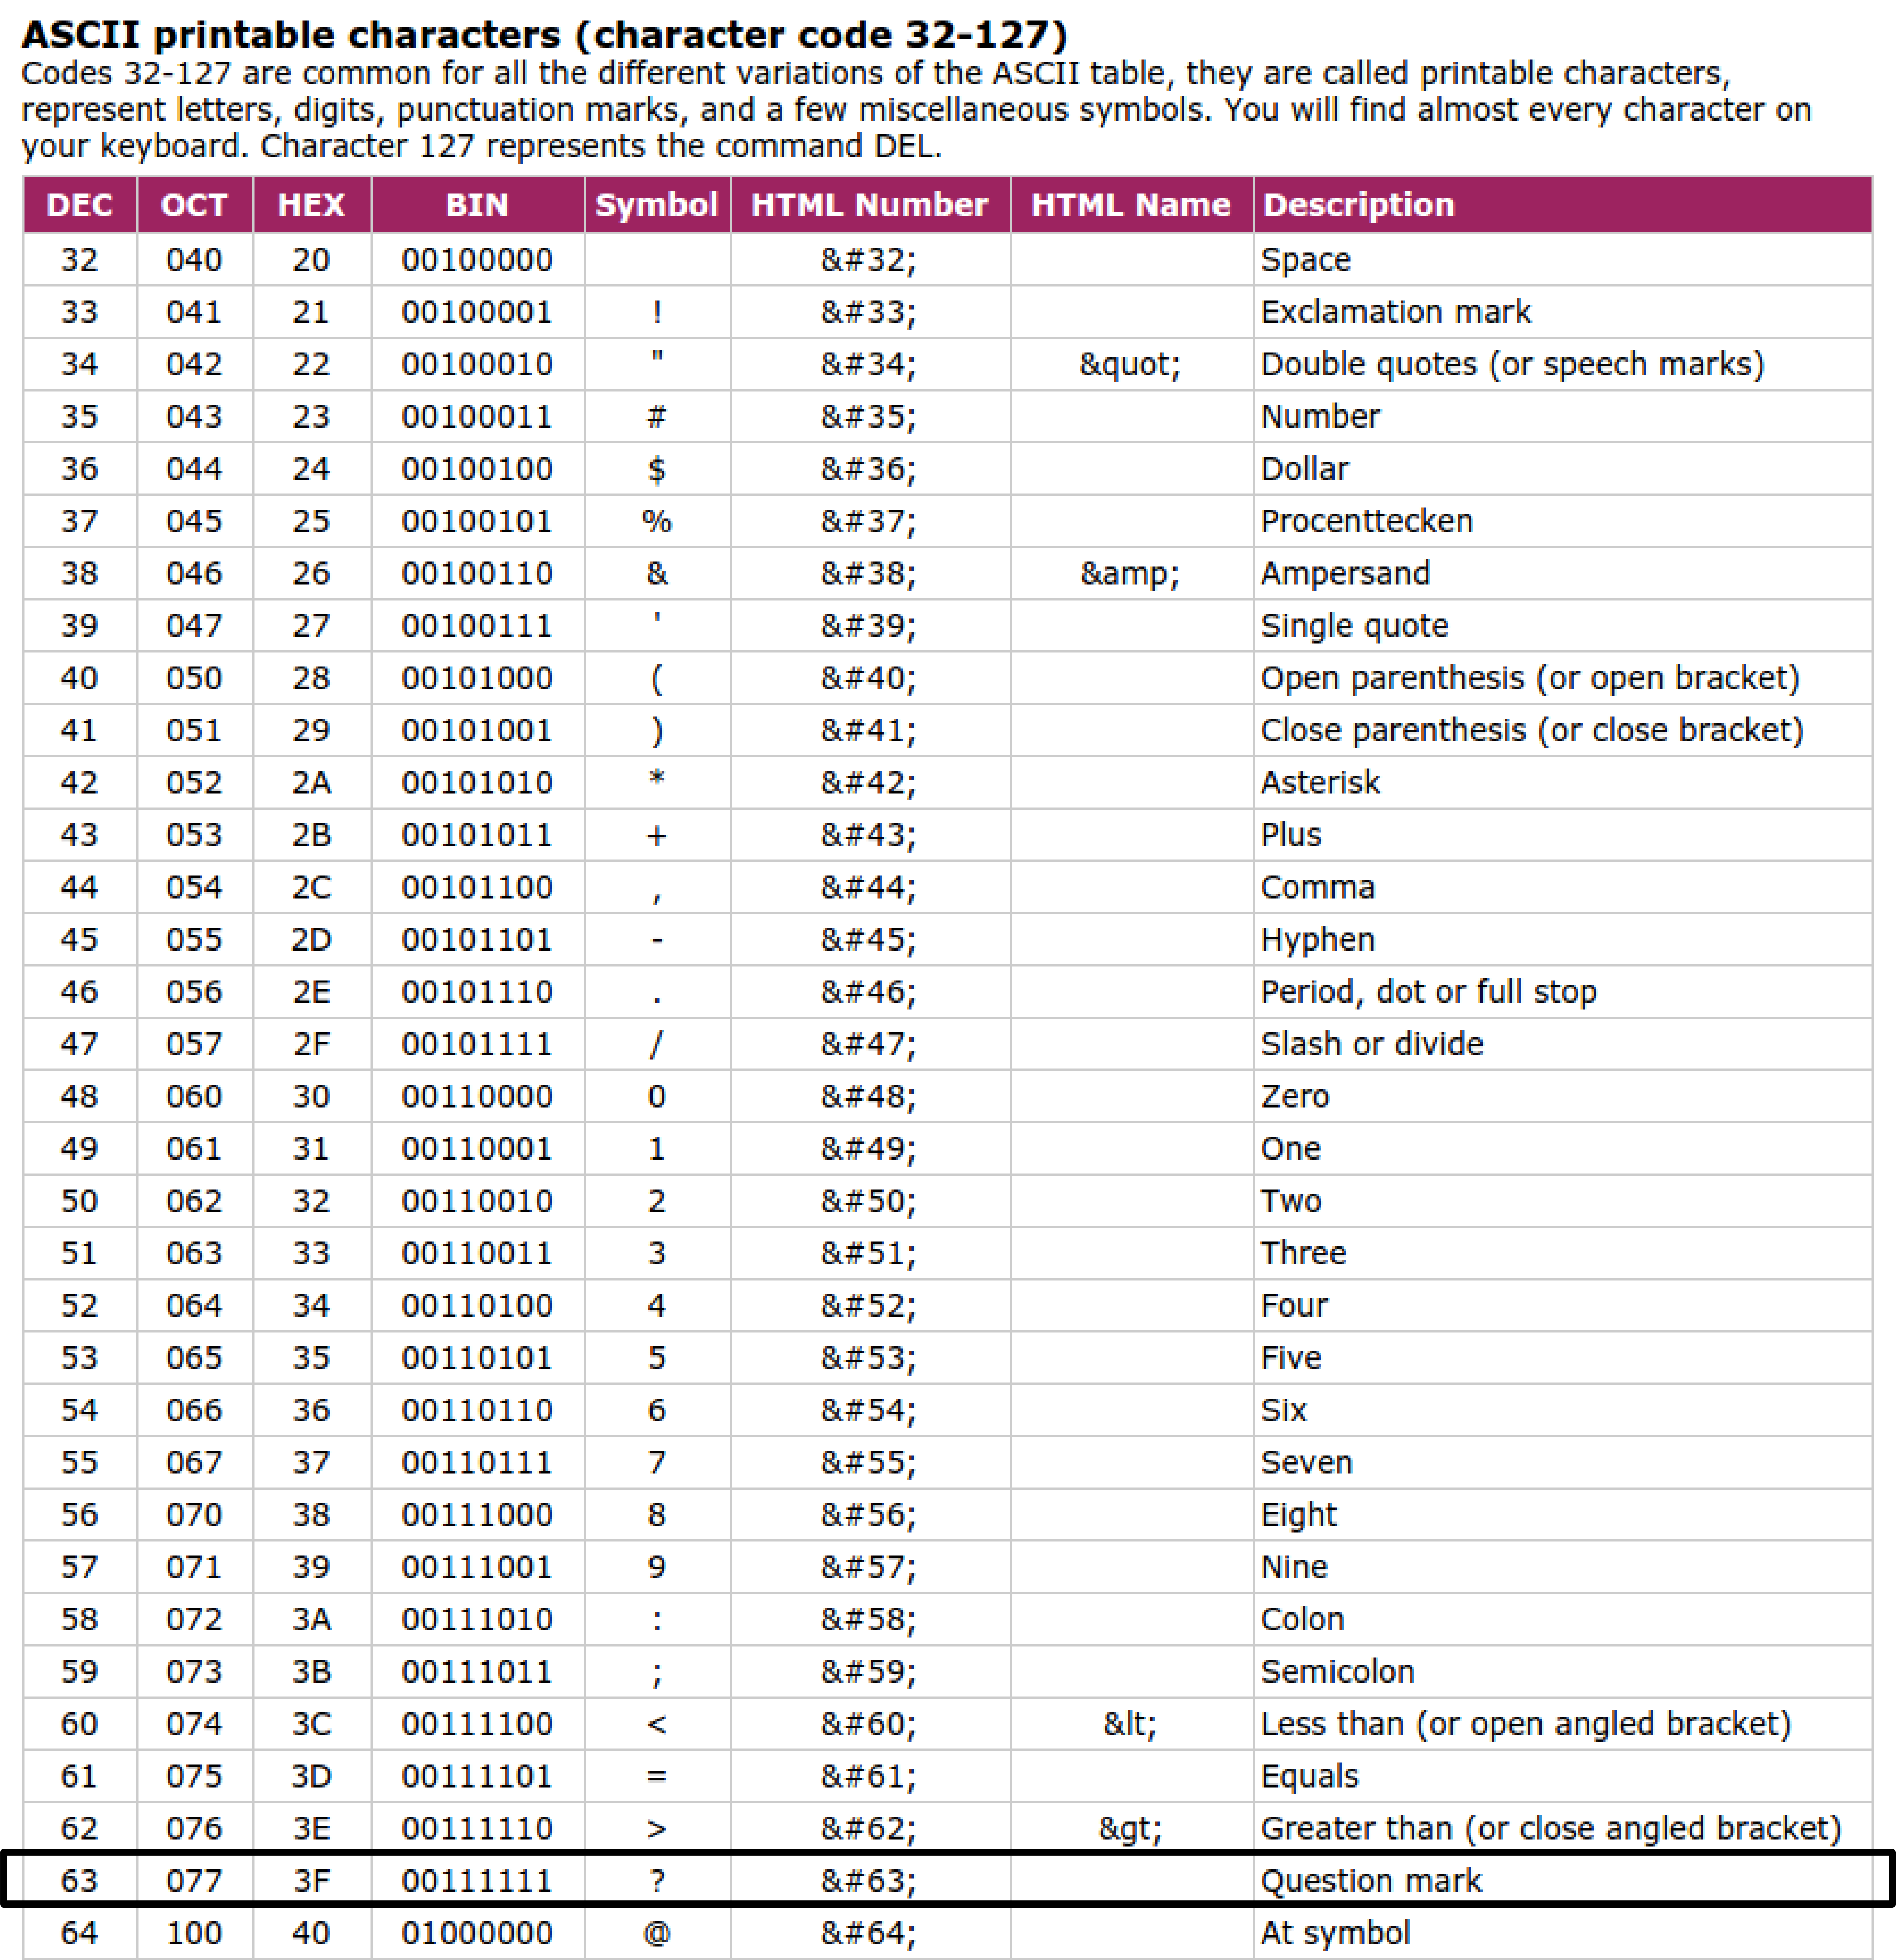 ASCII printable characters (character code 32-127)
Codes 32-127 are common for all the different variations of the ASCII table, they are called printable characters,
represent letters, digits, punctuation marks, and a few miscellaneous symbols. You will find almost every character on
your keyboard. Character 127 represents the command DEL.
DEC OCT HEX BIN Symbol HTML Number HTML Name Description
32 040 20 00100000 &#32; Space
33 041 21 00100001 ! &#33; Exclamation mark
34 042 22 00100010 " &#34; &quot; Double quotes (or speech marks)
35 043 23 00100011 # &#35; Number
36 044 24 00100100 $ &#36; Dollar
37 045 25 00100101 % &#37; Procenttecken
38 046 26 00100110 & &#38; &amp; Ampersand
39 047 27 00100111 ' &#39; Single quote
40 050 28 00101000 ( &#40; Open parenthesis (or open bracket)
41 051 29 00101001 ) &#41; Close parenthesis (or close bracket)
42 052 2A 00101010 * &#42; Asterisk
43 053 2B 00101011 + &#43; Plus
44 054 2C 00101100 , &#44; Comma
45 055 2D 00101101 - &#45; Hyphen
46 056 2E 00101110 . &#46; Period, dot or full stop
47 057 2F 00101111 / &#47; Slash or divide
48 060 30 00110000 0 &#48; Zero
49 061 31 00110001 1 &#49; One
50 062 32 00110010 2 &#50; Two
51 063 33 00110011 3 &#51; Three
52 064 34 00110100 4 &#52; Four
53 065 35 00110101 5 &#53; Five
54 066 36 00110110 6 &#54; Six
55 067 37 00110111 7 &#55; Seven
56 070 38 00111000 8 &#56; Eight
57 071 39 00111001 9 &#57; Nine
58 072 3A 00111010 : &#58; Colon
59 073 3B 00111011 ; &#59; Semicolon
60 074 3C 00111100 < &#60; &lt; Less than (or open angled bracket)
61 075 3D 00111101 = &#61; Equals
62 076 3E 00111110 > &#62; &gt; Greater than (or close angled bracket)
63 077 3F 00111111 ? &#63; Question mark
64 100 40 01000000 @ &#64; At symbol